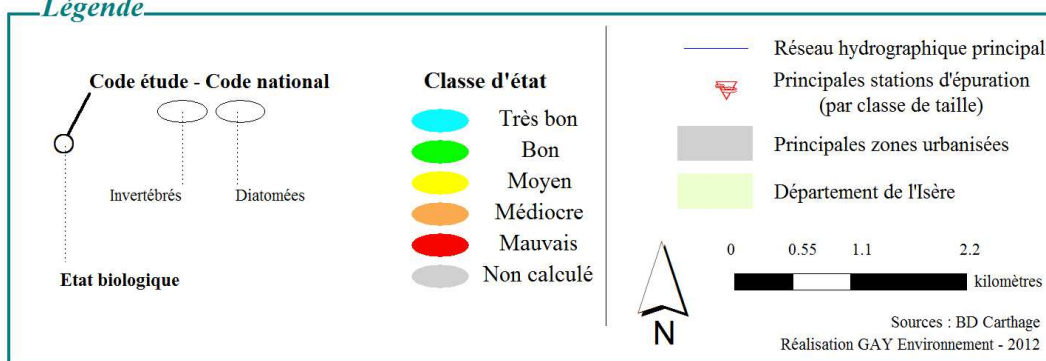 Légende
Code étude - Code national
Invertébrés
Diatomées
Etat biologique
Classe d'état
Très bon
Bon
Moyen
Médiocre
Mauvais
Non calculé
Réseau hydrographique principal
Principales stations d'épuration
(par classe de taille)
Principales zones urbanisées
Département de l'Isère
N
0 0.55 1.1 2.2
kilomètres
Sources : BD Carthage
Réalisation GAY Environnement - 2012